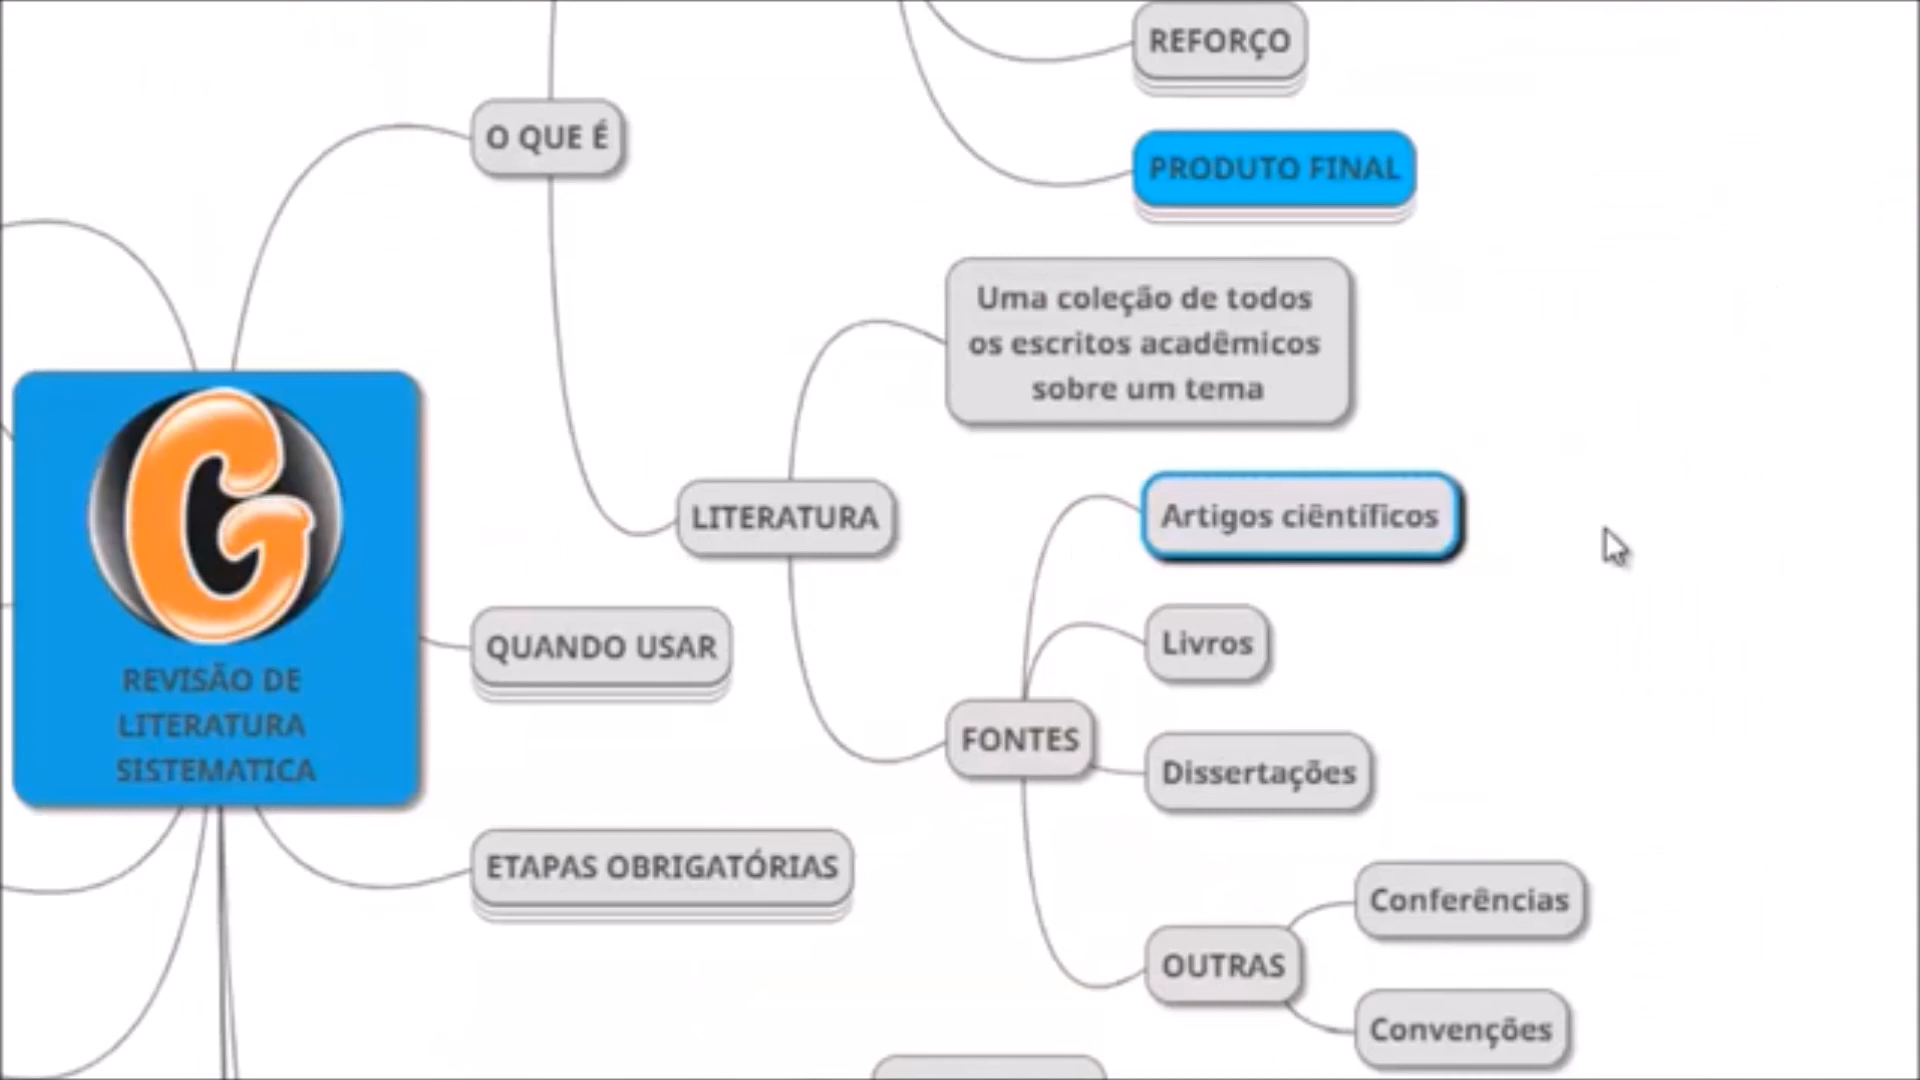 REFORÇO
O QUE É
PRODUTO FINAL
Uma coleção de todos
os escritos acadêmicos
sobre um tema
LITERATURA
Artigos ciêntíficos
G
REVISÃO DE
LITERATURA
SISTEMATICA
QUANDO USAR
Livros
FONTES
Dissertações
ETAPAS OBRIGATÓRIAS
Conferências
OUTRAS
Convenções